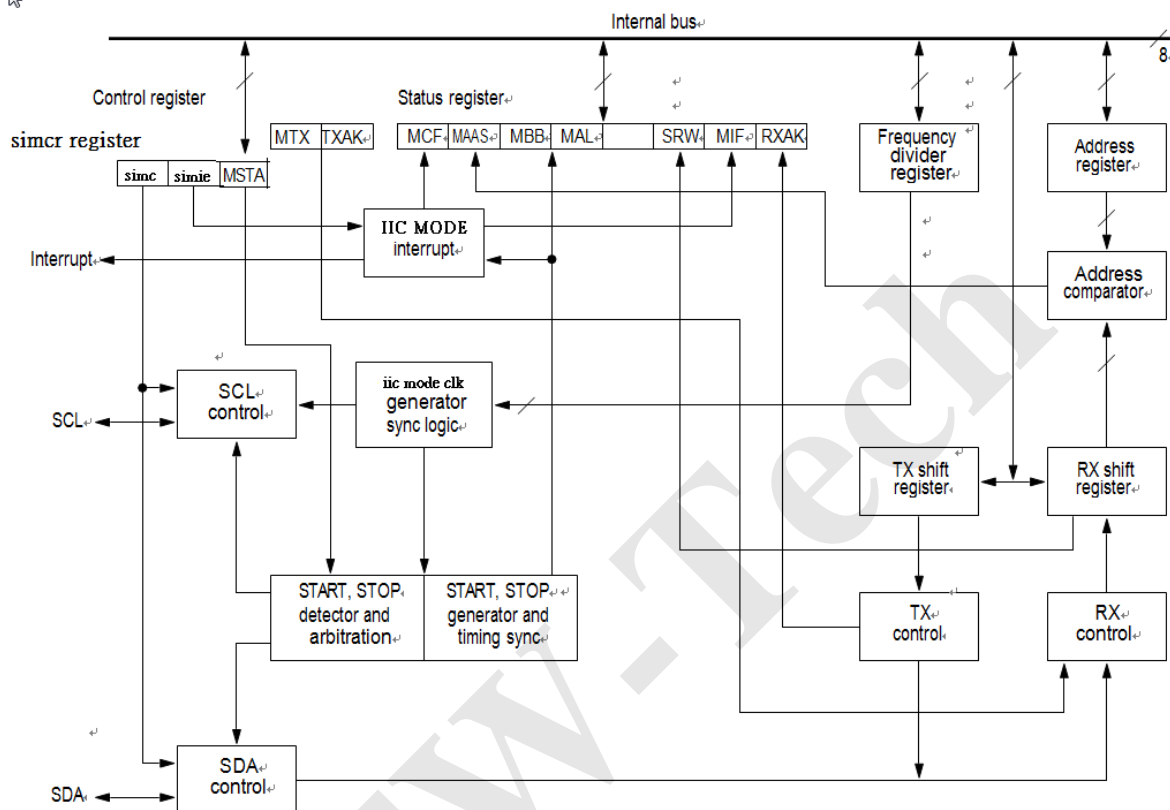 Internal bus
8
Control register
Status register
simcr register
MTX TXAK
MCF MAAS MBB MAL SRW MIF RXAK
Frequency
divider
register
Address
register
simc simie MSTA
IIC MODE
interrupt
Interrupt
Address
comparator
SCL
control
iic mode clk
generator
sync logic
SCL
TX shift
register
RX shift
register
START, STOP
detector and
arbitration
START, STOP
generator and
timing sync
TX
control
RX
control
SDA
control
SDA
rw-Tech